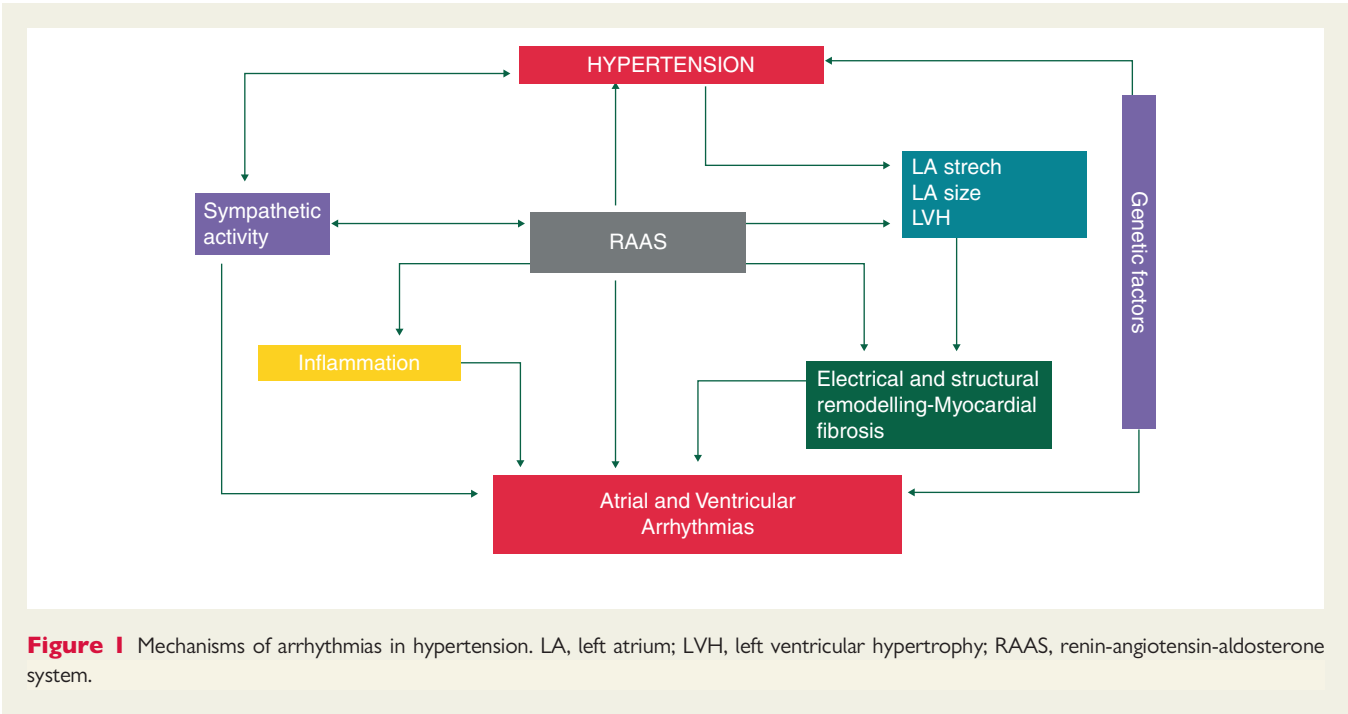 HYPERTENSION
LA strech
LA size
LVH
Genetic factors
Sympathetic
activity
RAAS
Inflammation
Electrical and structural
remodelling-Myocardial
fibrosis
Atrial and Ventricular
Arrhythmias
Figure 1 Mechanisms of arrhythmias in hypertension. LA, left atrium; LVH, left ventricular hypertrophy; RAAS, renin-angiotensin-aldosterone
system.